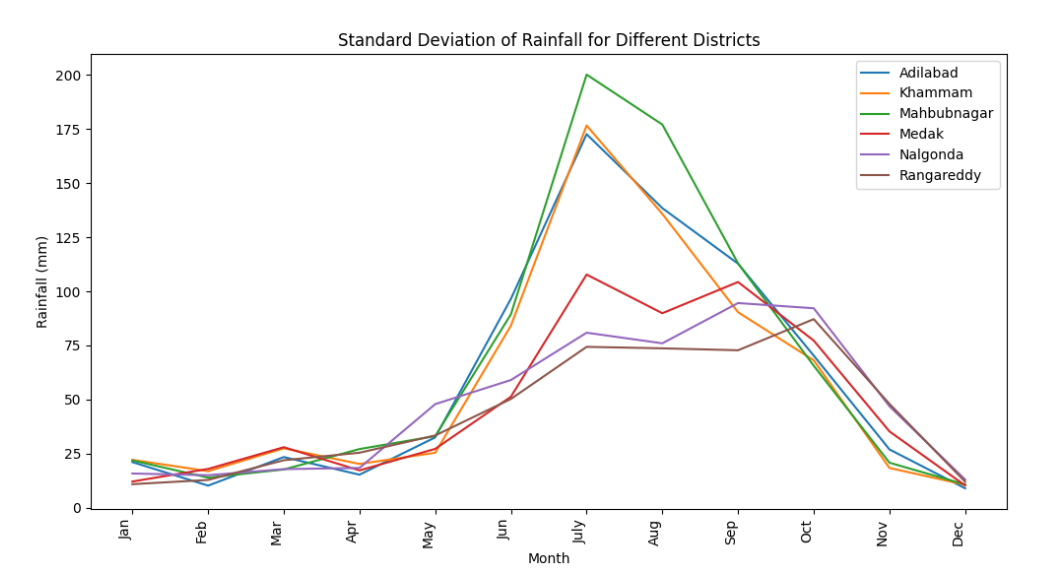 Standard Deviation of Rainfall for Different Districts
Adilabad
Khammam
Mahbubnagar
Medak
Nalgonda
Rangareddy
Rainfall (mm)
200
175
150
125
100
75
50
25
0
Jan Feb Mar Apr May Jun July Aug Sep Oct Nov Dec
Month